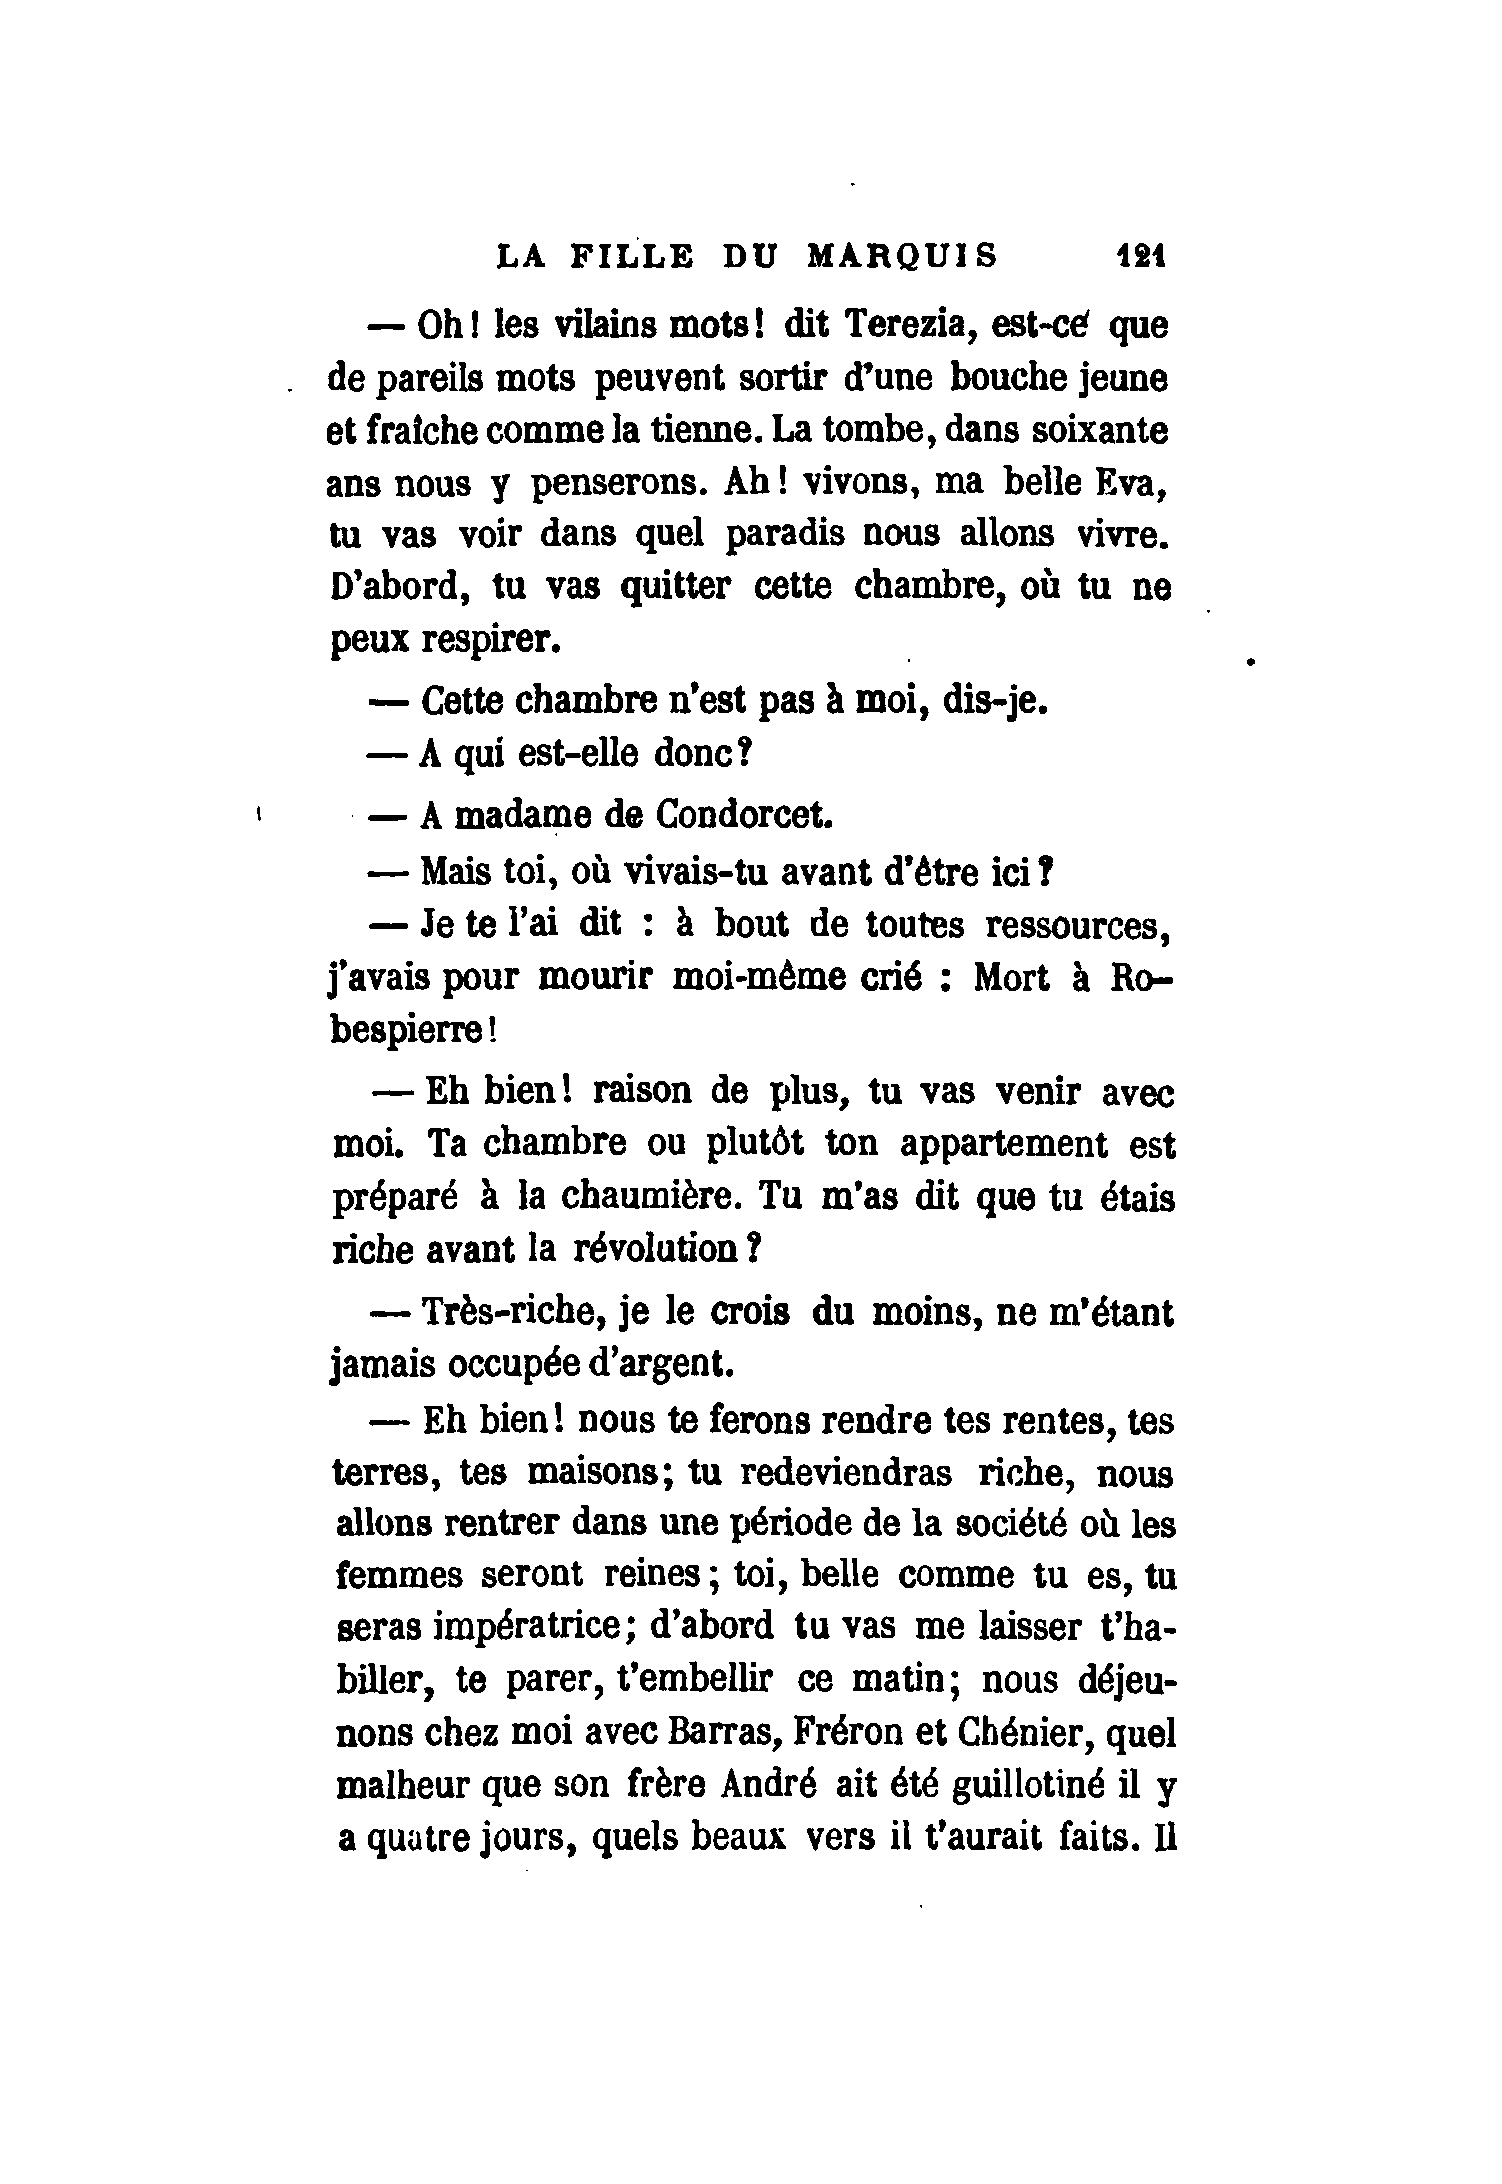 LA FILLE DU MARQUIS 121
— Oh! les vilains mots! dit Terezia, est-ce que
de pareils mots peuvent sortir d'une bouche jeune
et fraîche comme la tienne. La tombe, dans soixante
ans nous y penserons. Ah! vivons, ma belle Eva,
tu vas voir dans quel paradis nous allons vivre.
D'abord, tu vas quitter cette chambre, où tu ne
peux respirer.
— Cette chambre n'est pas à moi, dis-je.
— A qui est-elle donc?
— A madame de Condorcet.
— Mais toi, où vivais-tu avant d'être ici?
— Je te l'ai dit : à bout de toutes ressources,
j'avais pour mourir moi-même crié : Mort à Ro-
bespierre!
— Eh bien! raison de plus, tu vas venir avec
moi. Ta chambre ou plutôt ton appartement est
préparé à la chaumière. Tu m'as dit que tu étais
riche avant la révolution?
— Très-riche, je le crois du moins, ne m'étant
jamais occupée d'argent.
— Eh bien! nous te ferons rendre tes rentes, tes
terres, tes maisons; tu redeviendras riche, nous
allons rentrer dans une période de la société où les
femmes seront reines; toi, belle comme tu es, tu
seras impératrice; d'abord tu vas me laisser t'ha-
biller, te parer, t'embellir ce matin; nous déjeu-
nons chez moi avec Barras, Fréron et Chénier, quel
malheur que son frère André ait été guillotiné il y
a quatre jours, quels beaux vers il t'aurait faits. Il